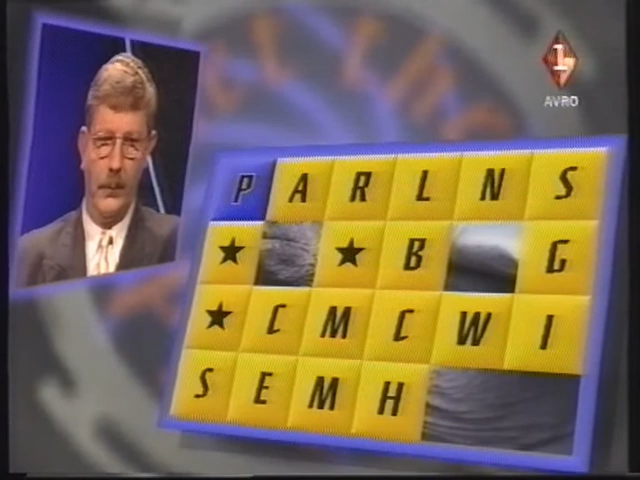 1
AVRO
P A R L N S
★ ★ B G
★ C M C W I
S E M H